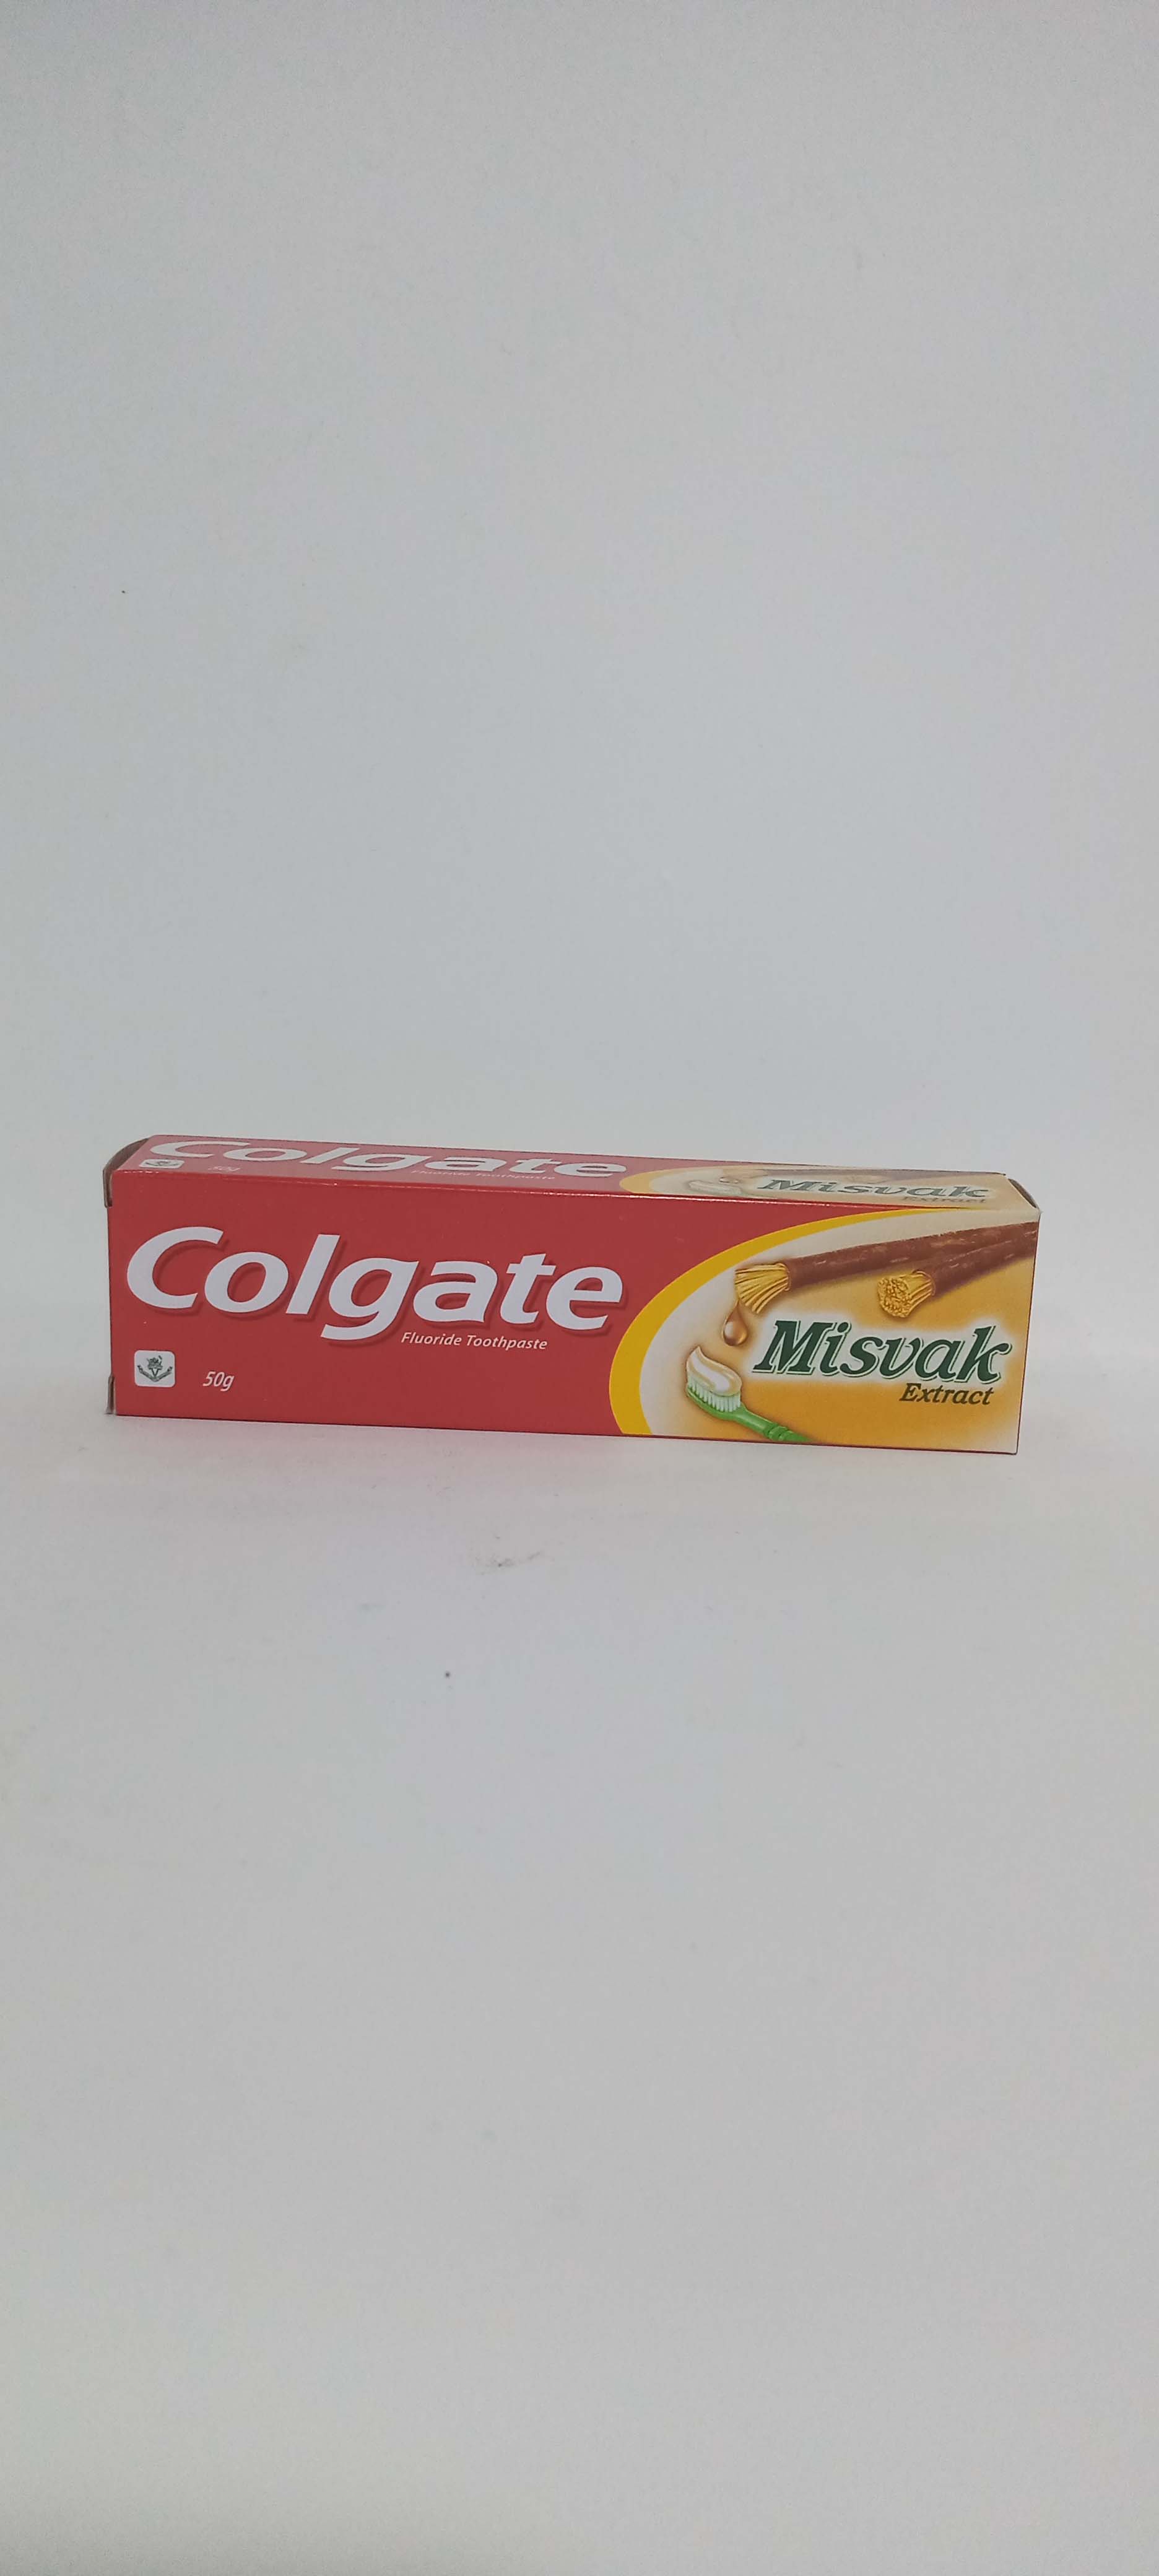 Colgate
50g
Fluoride Toothpaste
Misvak
Extract
Colgate
Fluoride Toothpaste
50g
Misvak
Extract